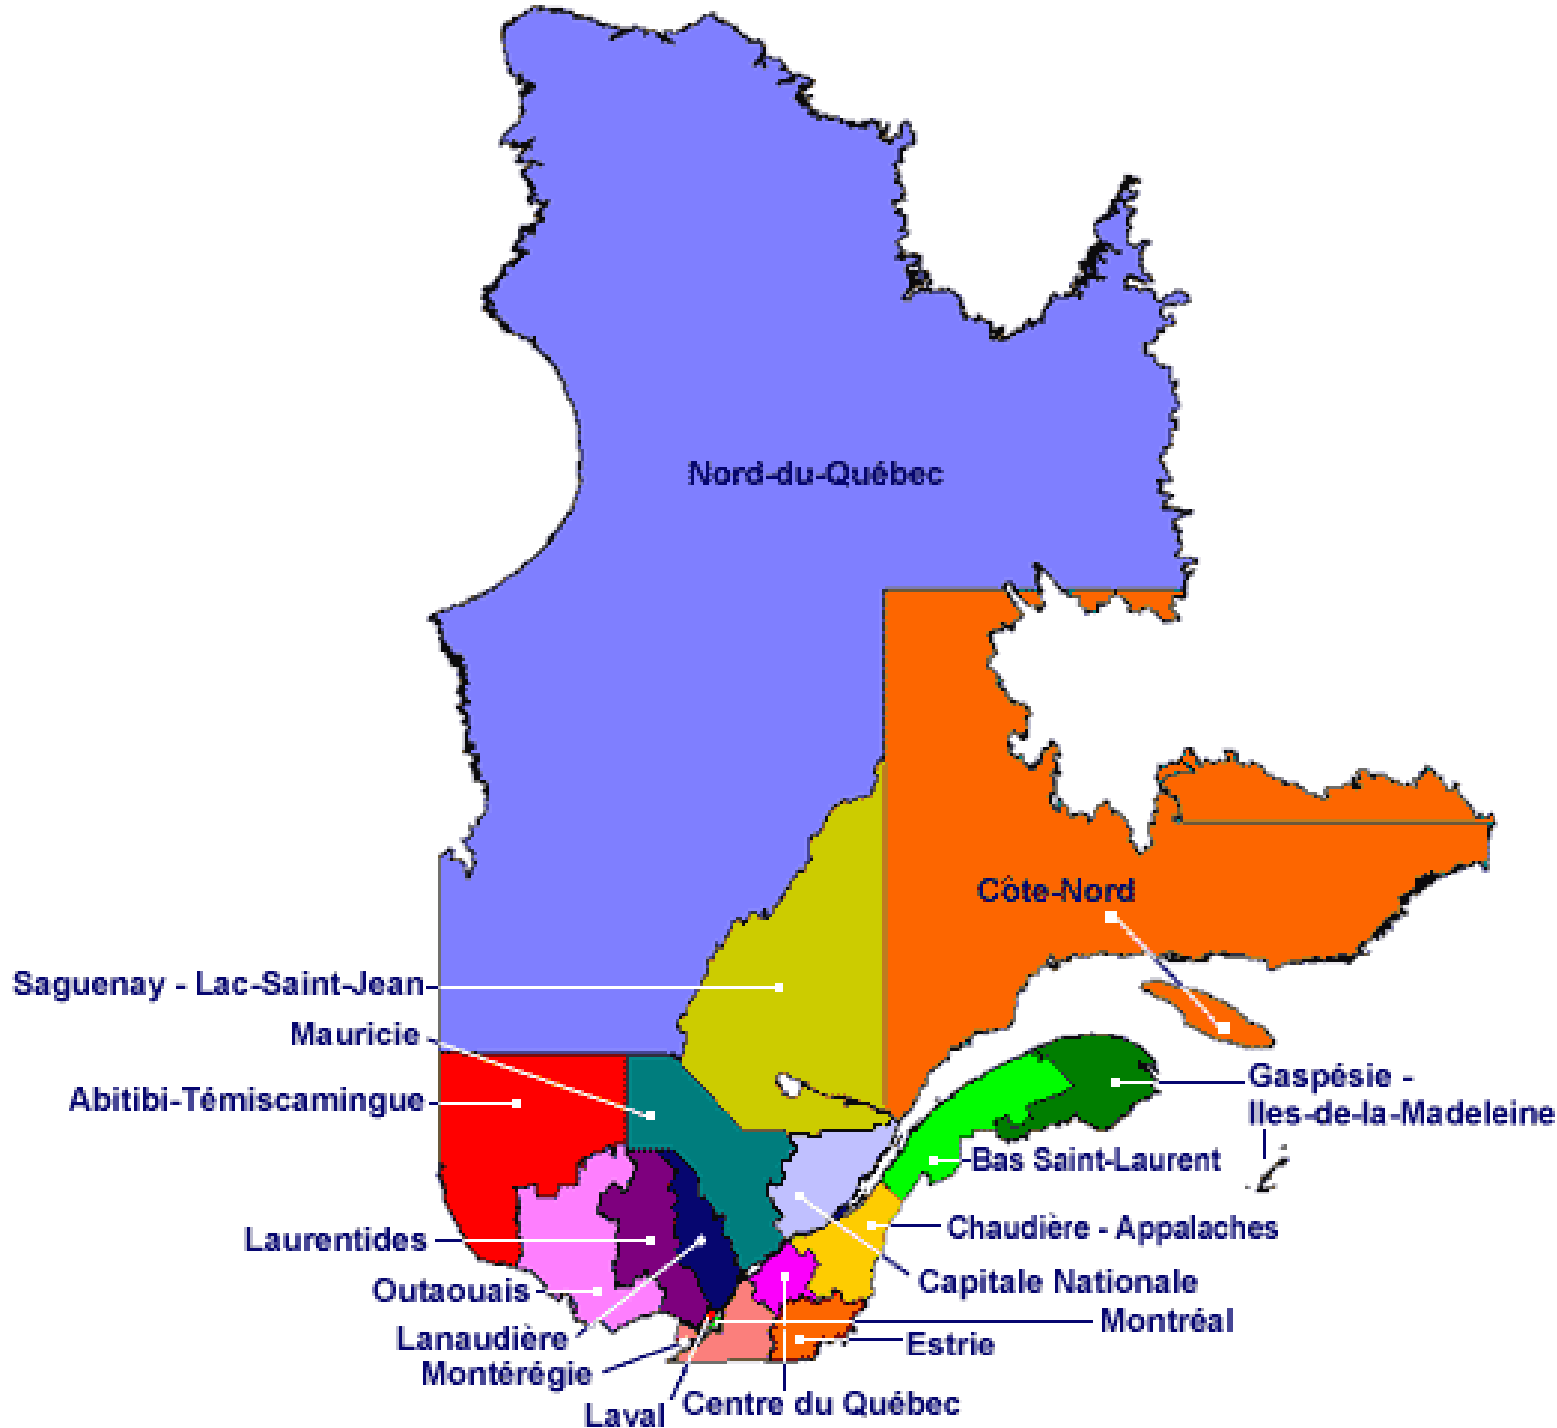 Nord-du-Québec
Côte-Nord
Saguenay - Lac-Saint-Jean
Mauricie
Abitibi-Témiscamingue
Gaspésie -
Iles-de-la-Madeleine
Bas Saint-Laurent
Chaudière - Appalaches
Laurentides
Capitale Nationale
Outaouais
Montréal
Lanaudière
Estrie
Montérégie
Centre du Québec
Laval